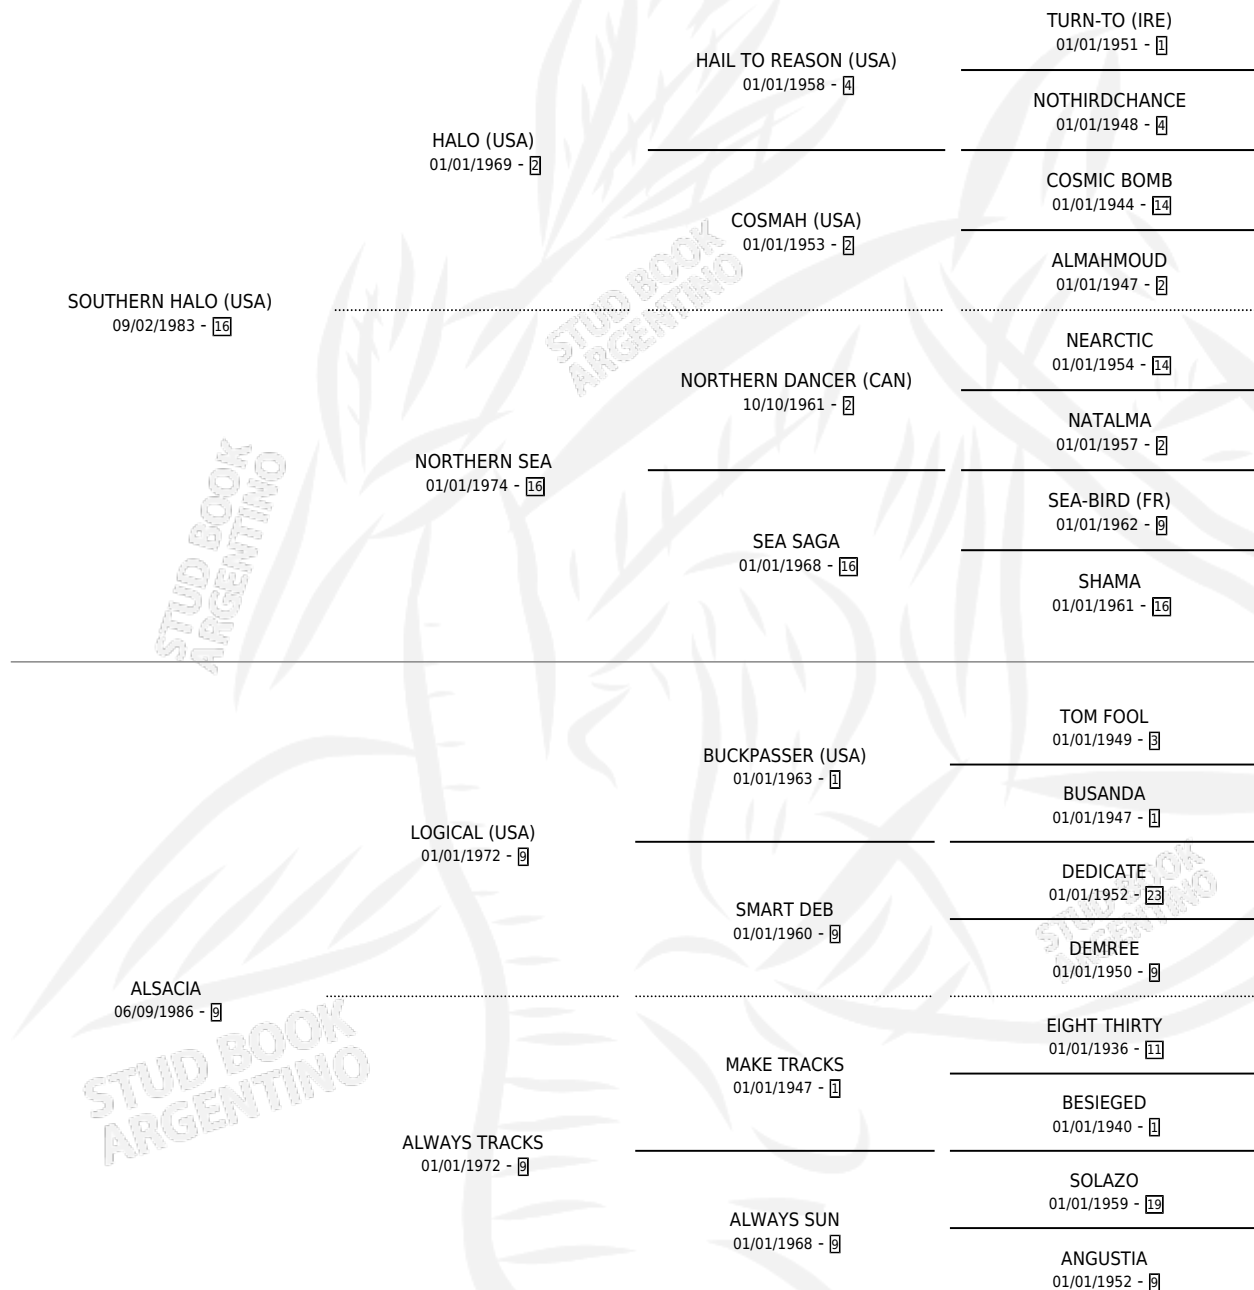 TURN-TO (IRE)
01/01/1951 - 1
HAIL TO REASON (USA)
01/01/1958 - 4
NOTHIRDCHANCE
01/01/1948 - 4
HALO (USA)
01/01/1969 - 2
COSMIC BOMB
01/01/1944 - 14
COSMAH (USA)
01/01/1953 - 2
ALMAHMOUD
01/01/1947 - 2
SOUTHERN HALO (USA)
09/02/1983 - 16
NEARCTIC
01/01/1954 - 14
NORTHERN DANCER (CAN)
10/10/1961 - 2
NATALMA
01/01/1957 - 2
NORTHERN SEA
01/01/1974 - 16
SEA-BIRD (FR)
01/01/1962 - 9
SEA SAGA
01/01/1968 - 16
SHAMA
01/01/1961 - 16
STUD BOOK
ARGENTINO
STUD BOOK
ARGENTINO
TOM FOOL
01/01/1949 - 3
BUCKPASSER (USA)
01/01/1963 - 1
BUSANDA
01/01/1947 - 1
LOGICAL (USA)
01/01/1972 - 9
DEDICATE
01/01/1952 - 23
SMART DEB
01/01/1960 - 9
DEMREE
01/01/1950 - 9
STUD BOOK
ARGENTINO
ALSACIA
06/09/1986 - 9
EIGHT THIRTY
01/01/1936 - 11
MAKE TRACKS
01/01/1947 - 1
BESIEGED
01/01/1940 - 1
STUD BOOK
ARGENTINO
ALWAYS TRACKS
01/01/1972 - 9
SOLAZO
01/01/1959 - 19
ALWAYS SUN
01/01/1968 - 9
ANGUSTIA
01/01/1952 - 9